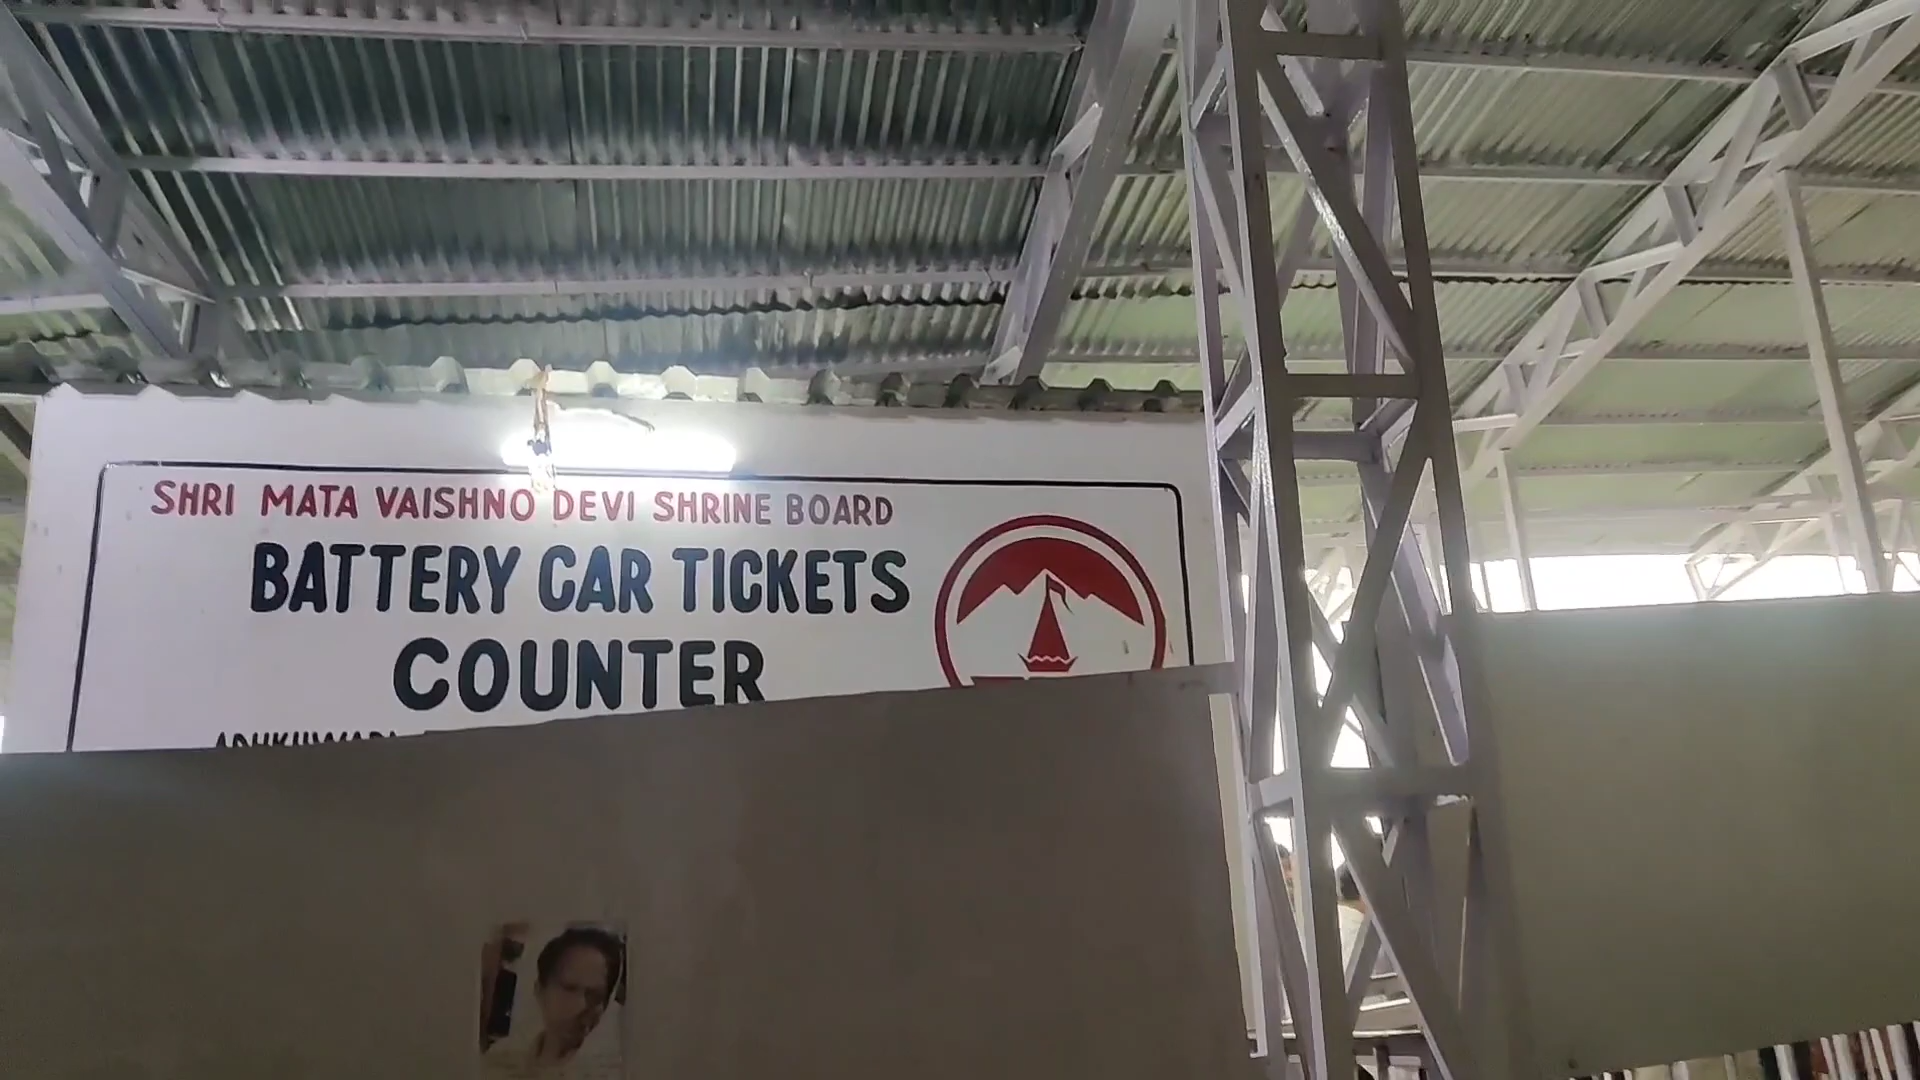 SHRI MATA VAISHNO DEVI SHRINE BOARD
BATTERY CAR TICKETS
COUNTER